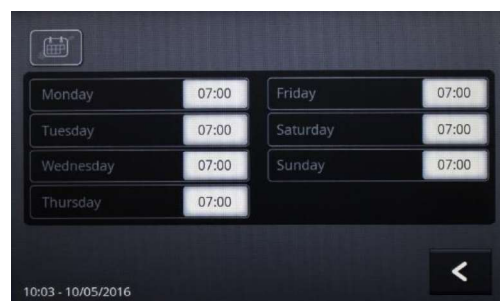 Monday 07:00
Tuesday 07:00
Wednesday 07:00
Thursday 07:00
Friday 07:00
Saturday 07:00
Sunday 07:00
10:03 - 10/05/2016